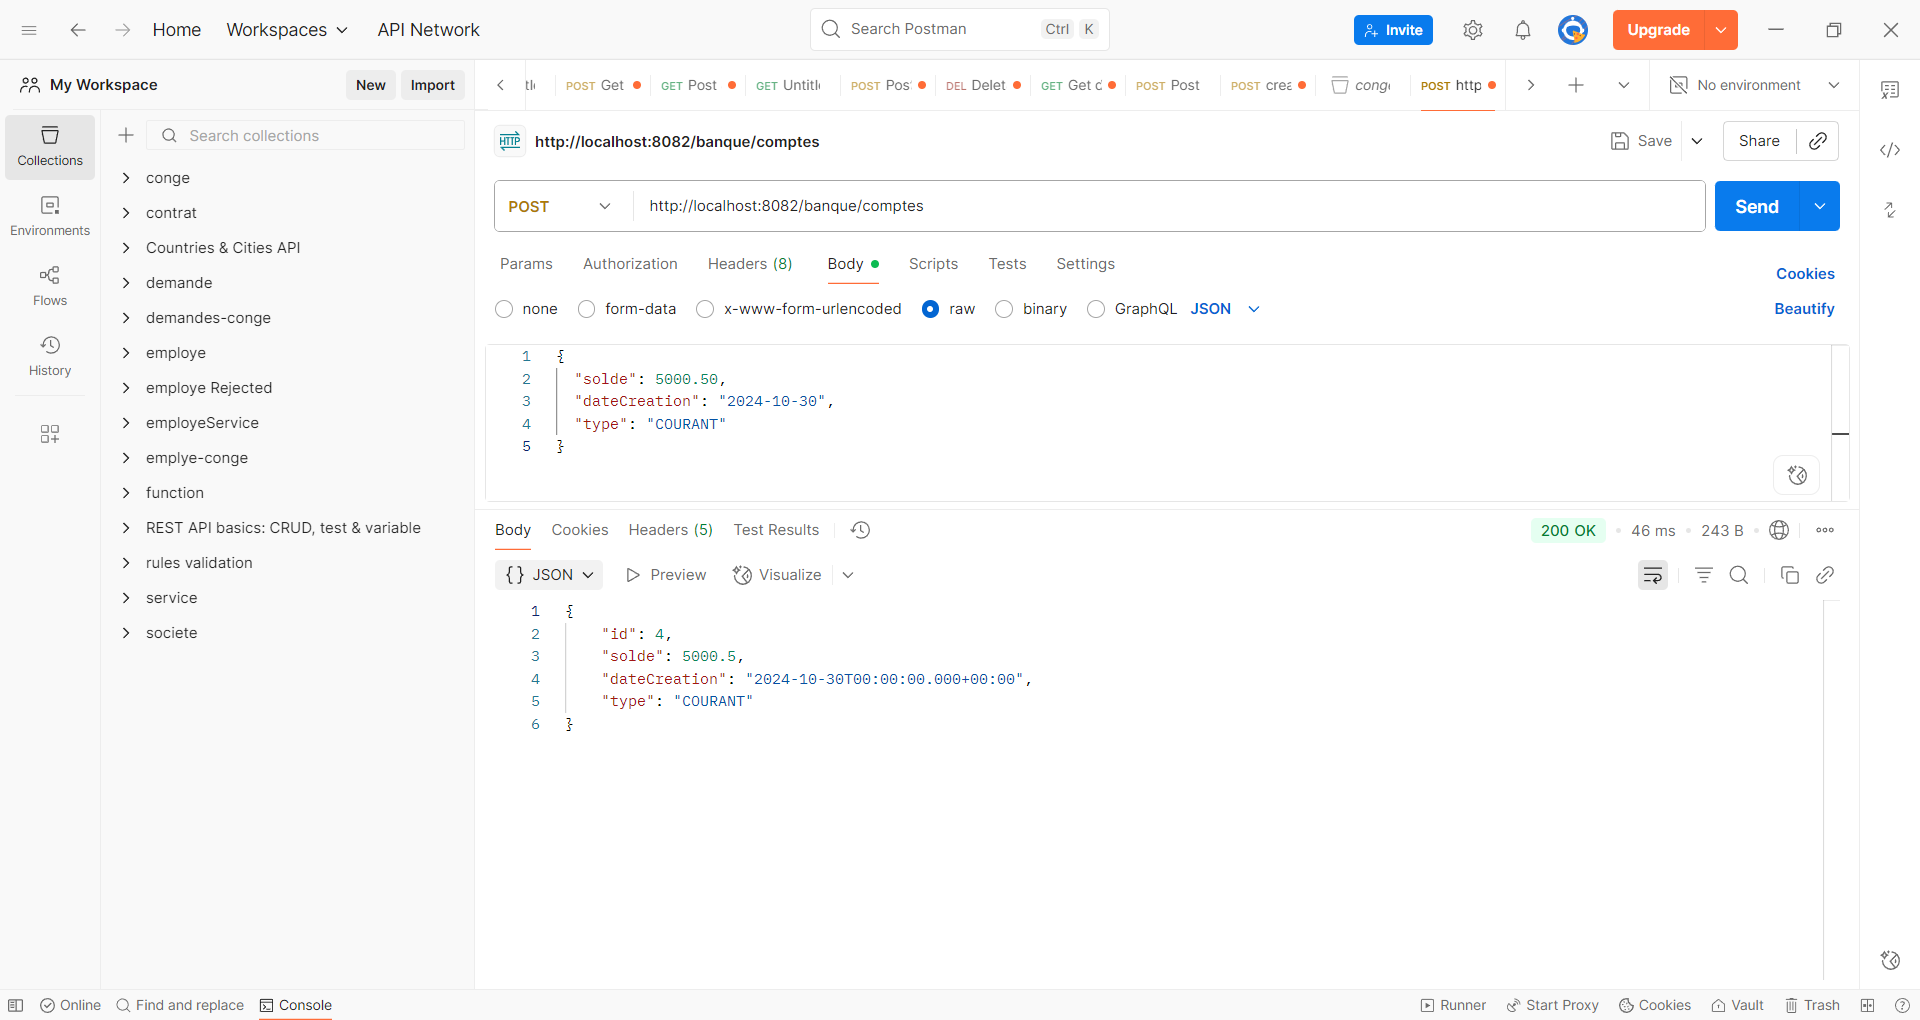 Home Workspaces API Network Search Postman Ctrl K Invite Upgrade
My Workspace New Import
POST Get GET Post GET Untitl POST Pos DEL Delet GET Get c POST Post POST crea conge POST http No environment
Collections
Environments
Flows
History
Search collections
conge
contrat
Countries & Cities API
demande
demandes-conge
employe
employe Rejected
employeService
emplye-conge
function
REST API basics: CRUD, test & variable
rules validation
service
societe
HTTP http://localhost:8082/banque/comptes Save Share
POST http://localhost:8082/banque/comptes Send
Params Authorization Headers (8) Body Scripts Tests Settings Cookies
none form-data x-www-form-urlencoded raw binary GraphQL JSON Beautify
1 {
2 "solde": 5000.50,
3 "dateCreation": "2024-10-30",
4 "type": "COURANT"
5 }
Body Cookies Headers (5) Test Results 200 OK 46 ms 243 B
{} JSON Preview Visualize
1 {
2 "id": 4,
3 "solde": 5000.5,
4 "dateCreation": "2024-10-30T00:00:00.000+00:00",
5 "type": "COURANT"
6 }
Online Find and replace Console Runner Start Proxy Cookies Vault Trash